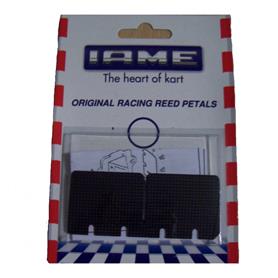 IAME
The heart of kart
ORIGINAL RACING REED PETALS